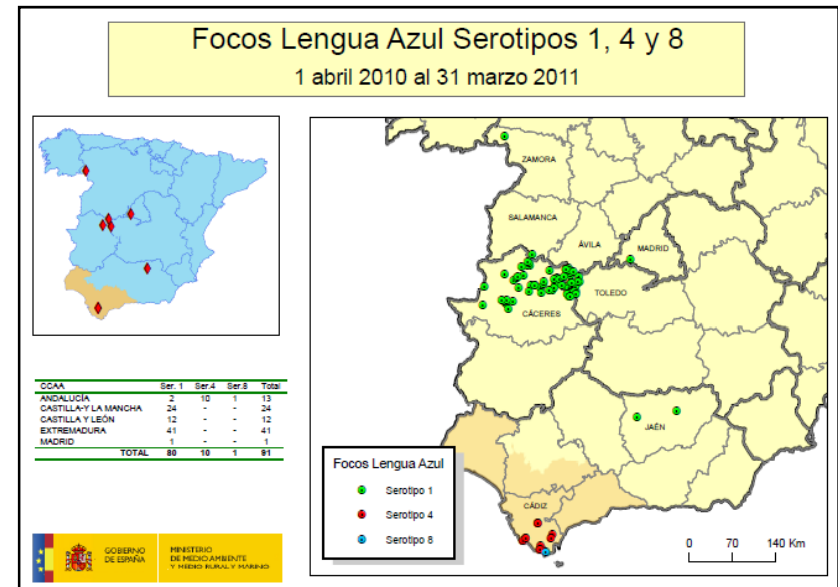 Focos Lengua Azul Serotipos 1, 4 y 8
1 abril 2010 al 31 marzo 2011
ZAMORA
SALAMANCA
ÁVILA
MADRID
TOLEDO
CÁCERES
JAÉN
CÁDIZ
CCAA Ser. 1 Ser.4 Ser.8 Total
ANDALUCÍA 2 10 1 13
CASTILLA-Y LA MANCHA 24 - - 24
CASTILLA Y LEÓN 12 - - 12
EXTREMADURA 41 - - 41
MADRID 1 - - 1
TOTAL 80 10 1 91
Focos Lengua Azul
Serotipo 1
Serotipo 4
Serotipo 8
0 70 140 Km
GOBIERNO
DE ESPAÑA
MINISTERIO
DE MEDIO AMBIENTE
Y MEDIO RURAL Y MARINO